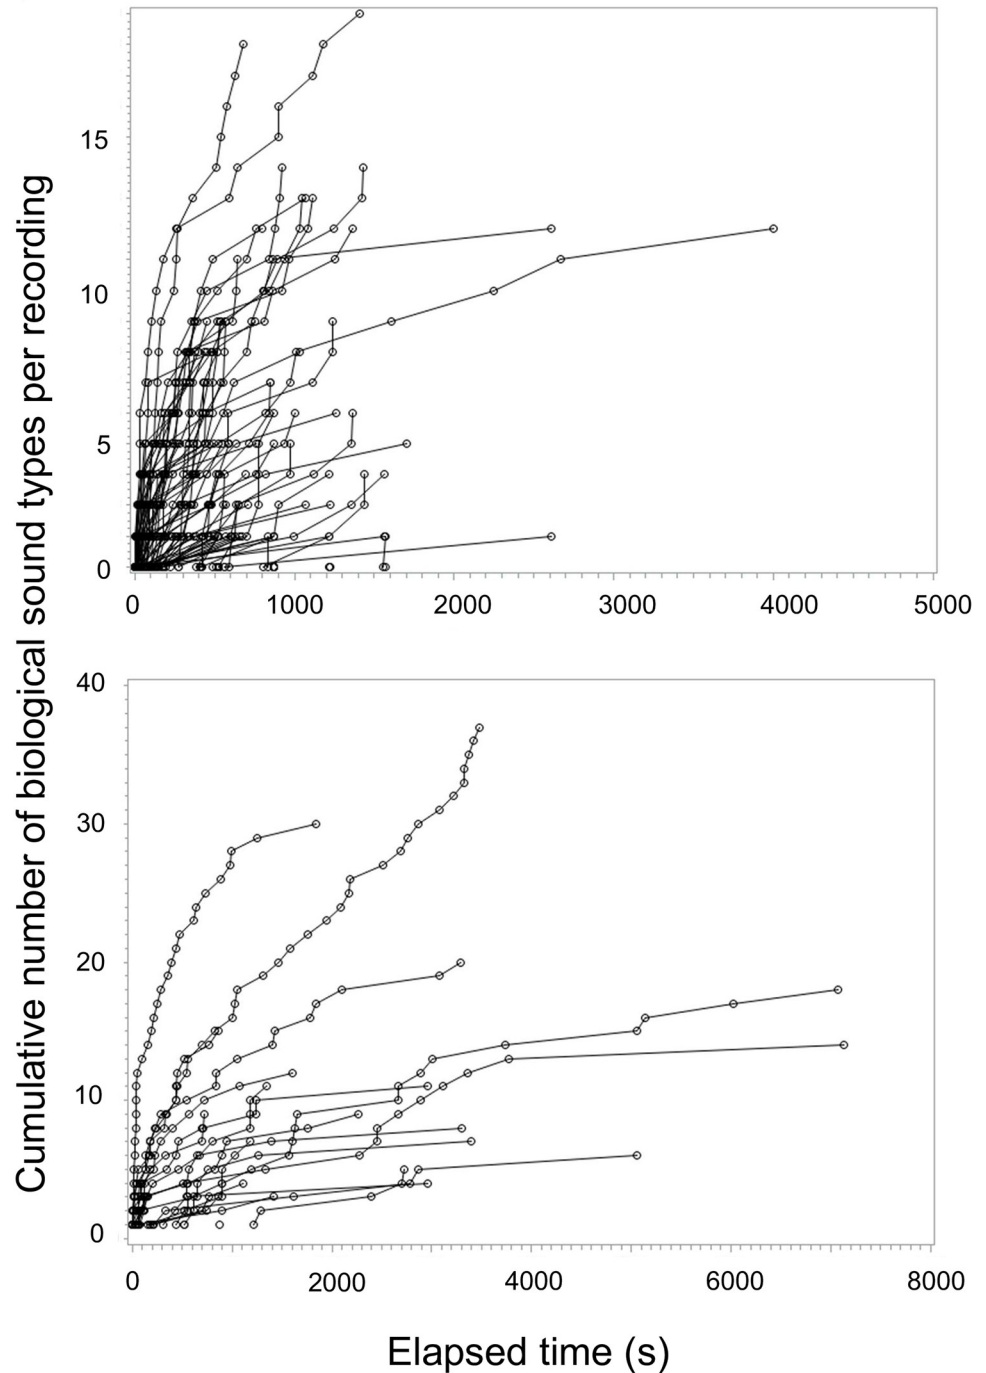 Cumulative number of biological sound types per recording
15
10
5
0
0 1000 2000 3000 4000 5000
40
30
20
10
0
0 2000 4000 6000 8000
Elapsed time (s)